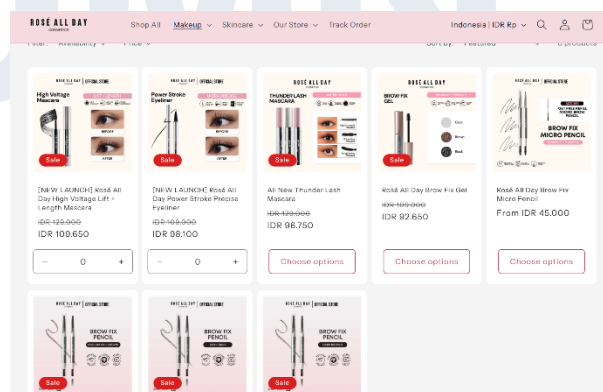 ROSÉ ALL DAY
COSMETICS
Shop All Makeup Skincare Our Store Track Order
Indonesia | IDR Rp
Filter: Availability Price
Sort by: Featured 8 products
ROSÉ ALL DAY OFFICIAL STORE
High Voltage
Mascara
BEFORE
AFTER
Sale
[NEW LAUNCH] Rosé All
Day High Voltage Lift +
Length Mascara
IDR 129.000
IDR 109.650
− 0 +
ROSÉ ALL DAY OFFICIAL STORE
Power Stroke
Eyeliner
BEFORE
AFTER
Sale
[NEW LAUNCH] Rosé All
Day Power Stroke Precise
Eyeliner
IDR 109.000
IDR 98.100
− 0 +
ROSÉ ALL DAY
THUNDERLASH
MASCARA
Sale
All New Thunder Lash
Mascara
IDR 129.000
IDR 96.750
Choose options
ROSÉ ALL DAY
BROW FIX
GEL
Brown
Sale
Rosé All Day Brow Fix Gel
IDR 109.000
IDR 92.650
Choose options
ROSÉ ALL DAY OFFICIAL STORE
BROW FIX
MICRO PENCIL
Rosé All Day Brow Fix
Micro Pencil
From IDR 45.000
Choose options
ROSÉ ALL DAY OFFICIAL STORE
BROW FIX
PENCIL
Sale
ROSÉ ALL DAY OFFICIAL STORE
BROW FIX
PENCIL
Sale
ROSÉ ALL DAY OFFICIAL STORE
BROW FIX
PENCIL
Sale